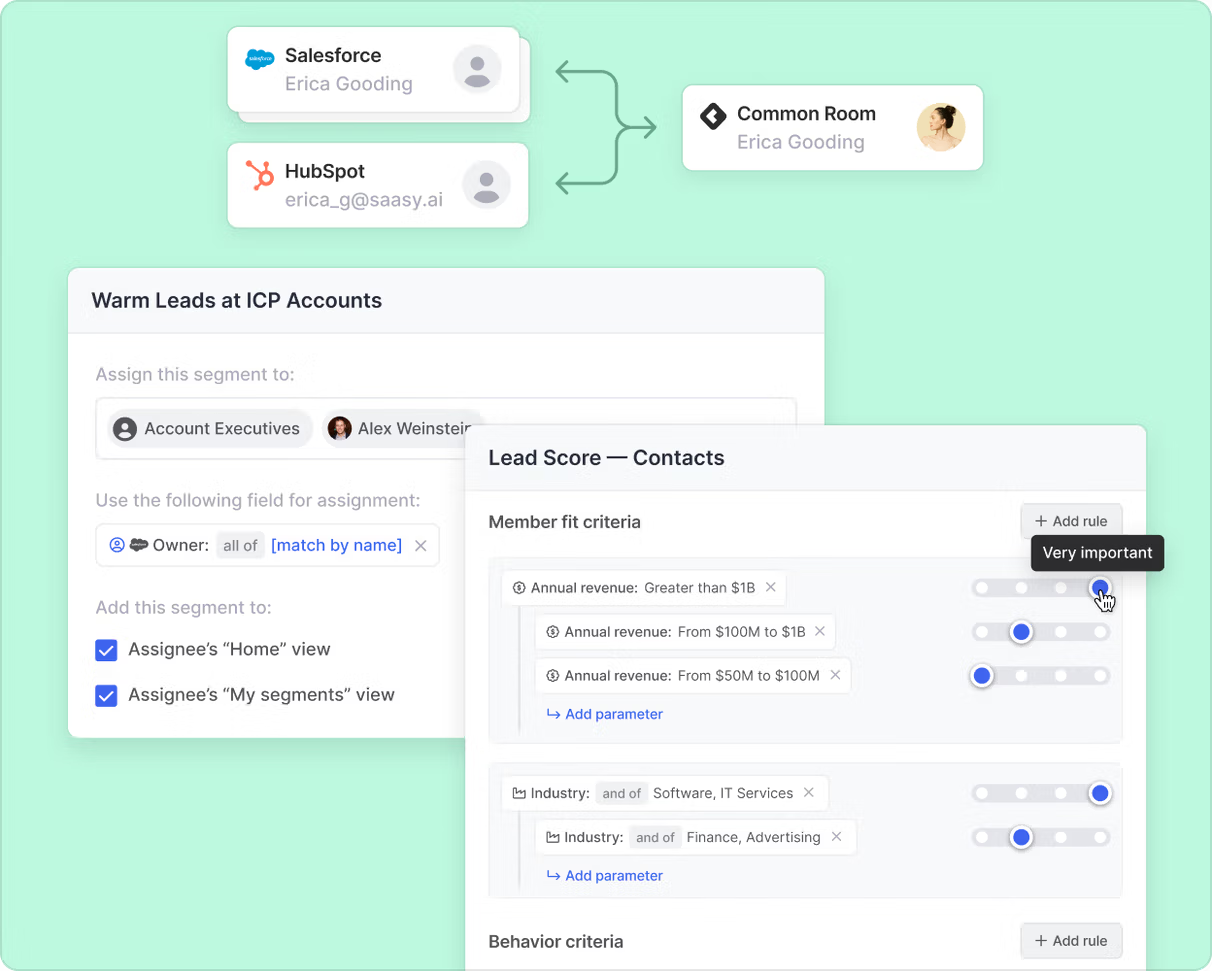 Salesforce
Erica Gooding
HubSpot
erica_g@saasy.ai
Common Room
Erica Gooding
Warm Leads at ICP Accounts
Assign this segment to:
Account Executives Alex Weinstein
Use the following field for assignment:
Owner: all of [match by name]
Add this segment to:
Assignee’s “Home” view
Assignee’s “My segments” view
Lead Score — Contacts
Member fit criteria
+ Add rule
Very important
Annual revenue: Greater than $1B
Annual revenue: From $100M to $1B
Annual revenue: From $50M to $100M
Add parameter
Industry: and of Software, IT Services
Industry: and of Finance, Advertising
Add parameter
Behavior criteria
+ Add rule